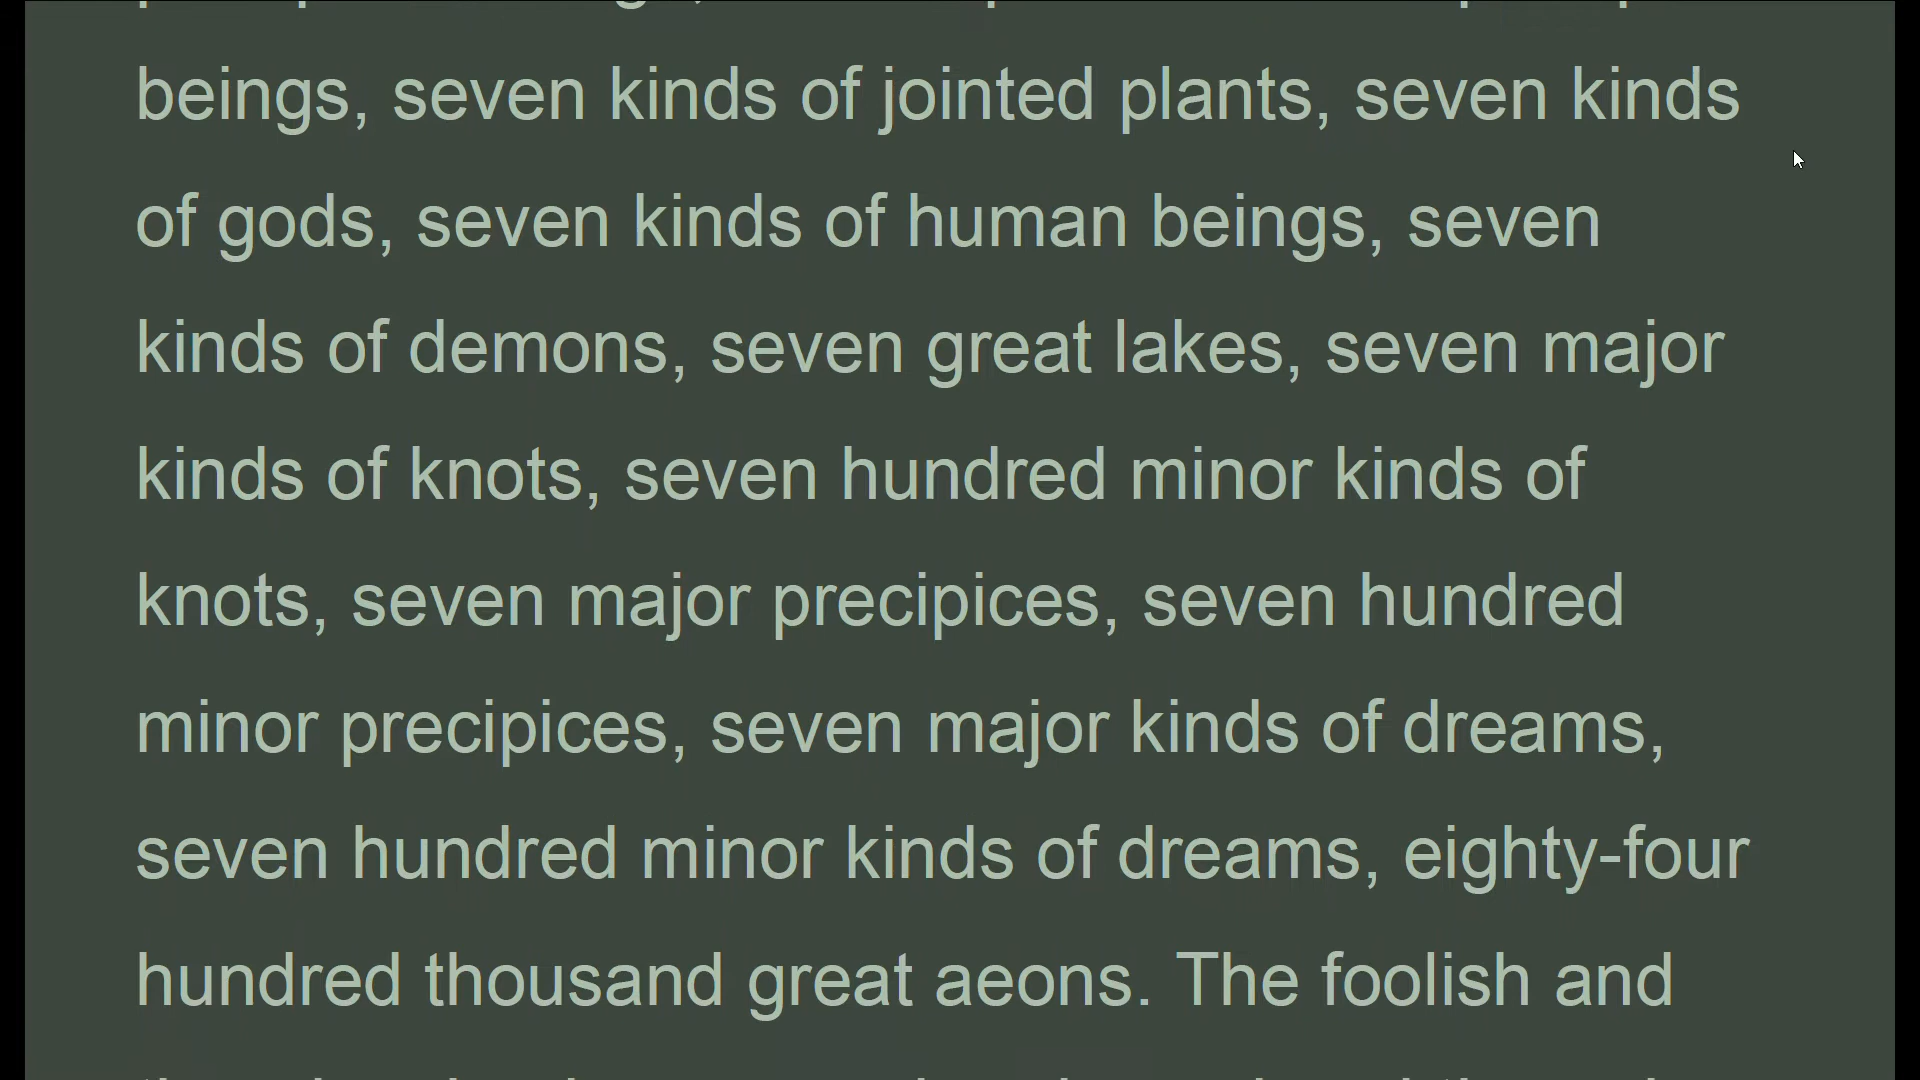 beings, seven kinds of jointed plants, seven kinds
of gods, seven kinds of human beings, seven
kinds of demons, seven great lakes, seven major
kinds of knots, seven hundred minor kinds of
knots, seven major precipices, seven hundred
minor precipices, seven major kinds of dreams,
seven hundred minor kinds of dreams, eighty-four
hundred thousand great aeons. The foolish and